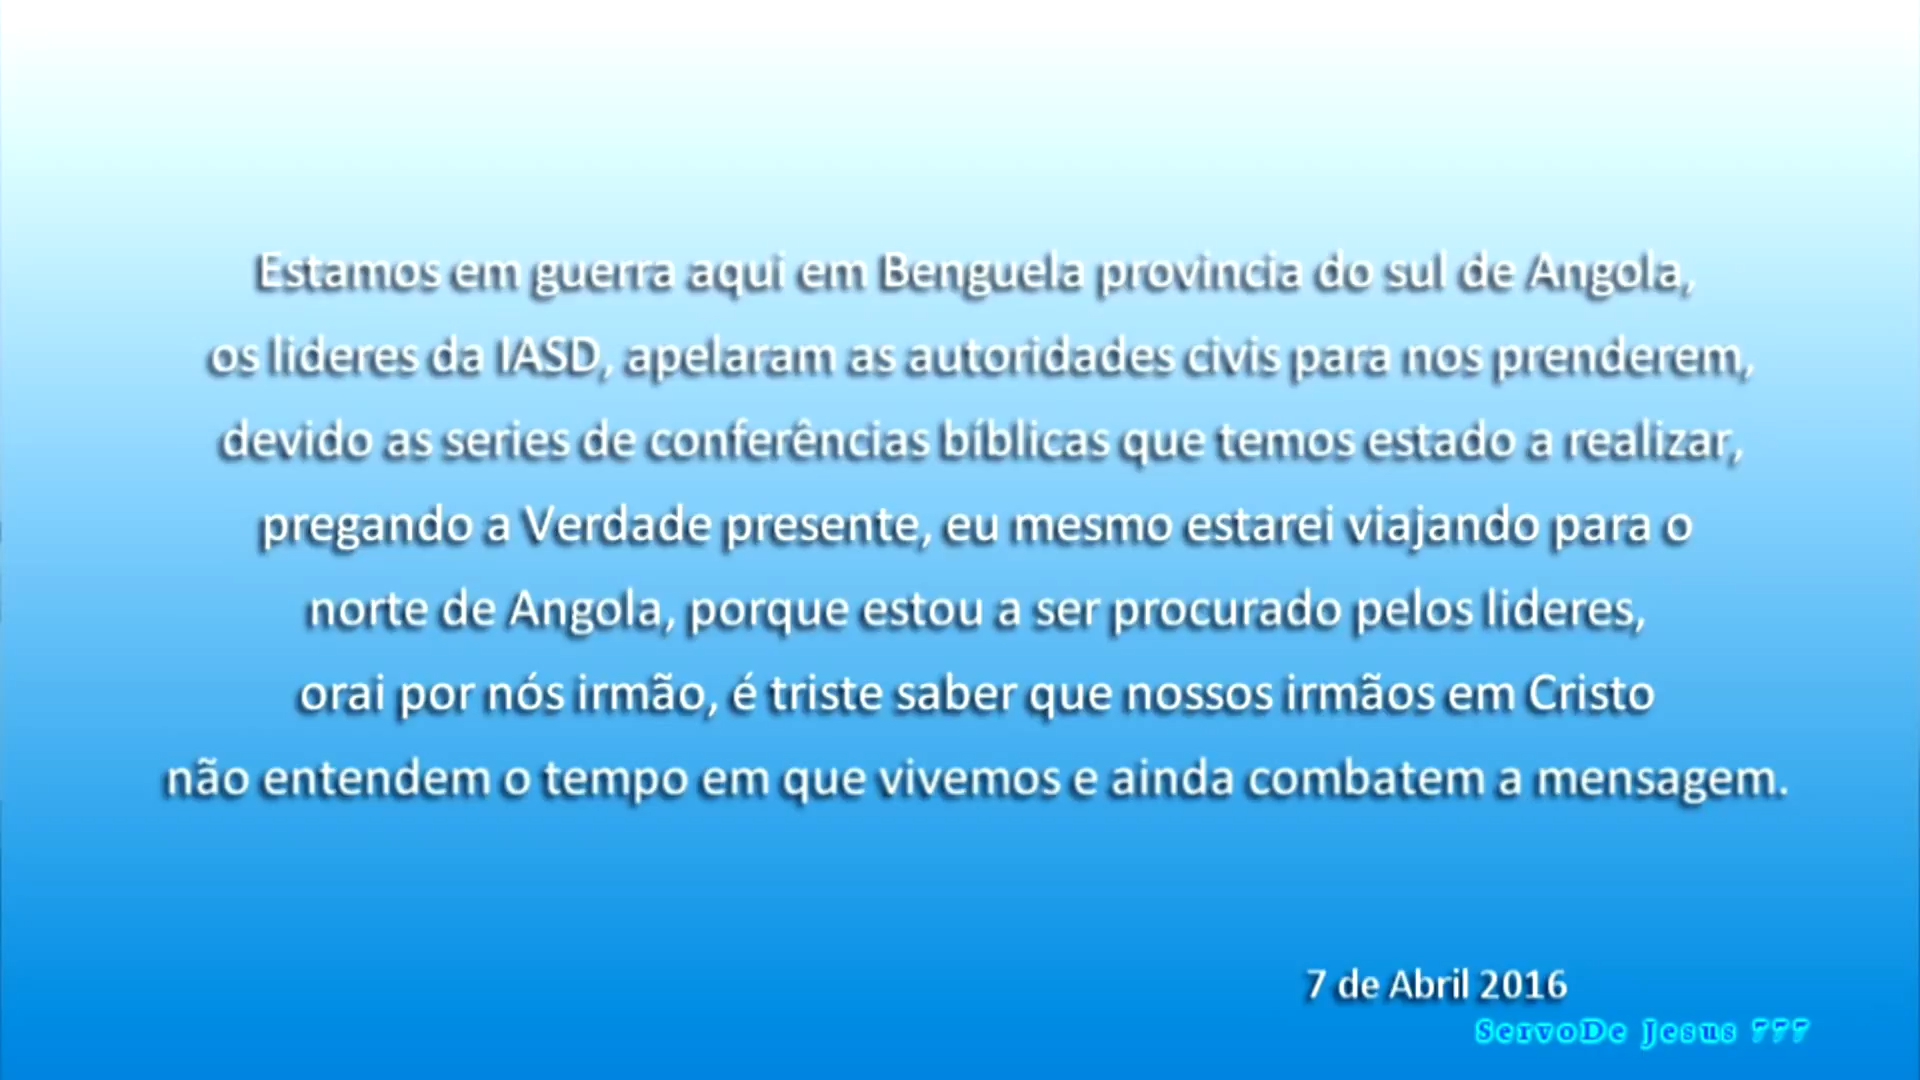 Estamos em guerra aqui em Benguela provincia do sul de Angola,
os lideres da IASD, apelaram as autoridades civis para nos prenderem,
devido as series de conferências bíblicas que temos estado a realizar,
pregando a Verdade presente, eu mesmo estarei viajando para o
norte de Angola, porque estou a ser procurado pelos lideres,
orai por nós irmão, é triste saber que nossos irmãos em Cristo
não entendem o tempo em que vivemos e ainda combatem a mensagem.
7 de Abril 2016
ServoDe Jesus 777